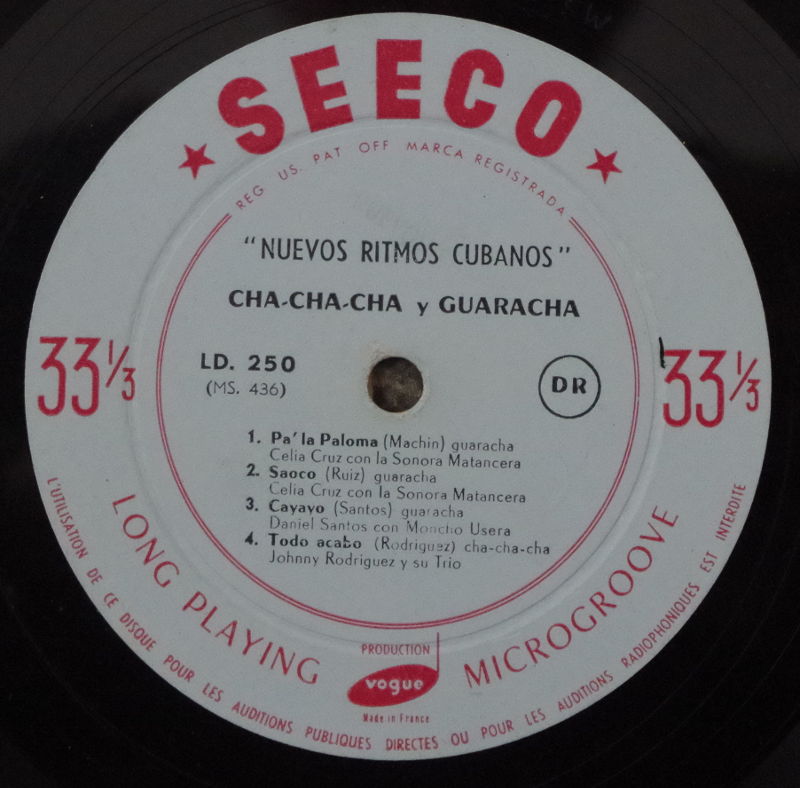 SEECO
REG US. PAT OFF MARCA REGISTRADA
"NUEVOS RITMOS CUBANOS"
CHA-CHA-CHA y GUARACHA
33 1/3
LD. 250
(MS. 436)
DR
33 1/3
1. Pa' la Paloma (Machin) guaracha
Celia Cruz con la Sonora Matancera
2. Saoco (Ruiz) guaracha
Celia Cruz con la Sonora Matancera
3. Cayayo (Santos) guaracha
Daniel Santos con Moncho Usera
4. Todo acabo (Rodriguez) cha-cha-cha
Johnny Rodriguez y su Trio
LONG PLAYING
MICROGROOVE
PRODUCTION
vogue
Made in France
L'UTILISATION DE CE DISQUE POUR LES AUDITIONS PUBLIQUES DIRECTES OU POUR LES AUDITIONS RADIOPHONIQUES EST INTERDITE